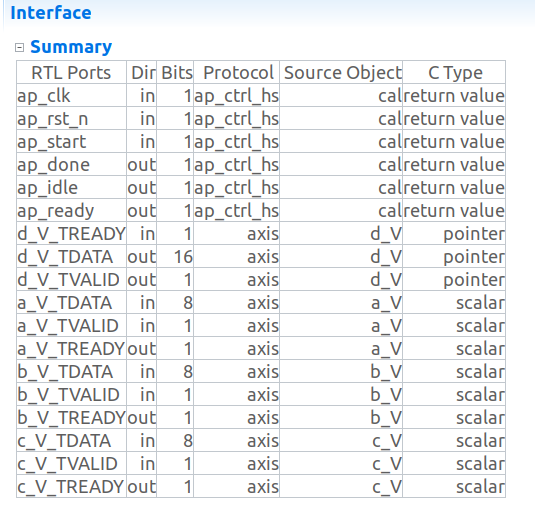 Interface
Summary
RTL Ports Dir Bits Protocol Source Object C Type
ap_clk in 1 ap_ctrl_hs cal return value
ap_rst_n in 1 ap_ctrl_hs cal return value
ap_start in 1 ap_ctrl_hs cal return value
ap_done out 1 ap_ctrl_hs cal return value
ap_idle out 1 ap_ctrl_hs cal return value
ap_ready out 1 ap_ctrl_hs cal return value
d_V_TREADY in 1 axis d_V pointer
d_V_TDATA out 16 axis d_V pointer
d_V_TVALID out 1 axis d_V pointer
a_V_TDATA in 8 axis a_V scalar
a_V_TVALID in 1 axis a_V scalar
a_V_TREADY out 1 axis a_V scalar
b_V_TDATA in 8 axis b_V scalar
b_V_TVALID in 1 axis b_V scalar
b_V_TREADY out 1 axis b_V scalar
c_V_TDATA in 8 axis c_V scalar
c_V_TVALID in 1 axis c_V scalar
c_V_TREADY out 1 axis c_V scalar